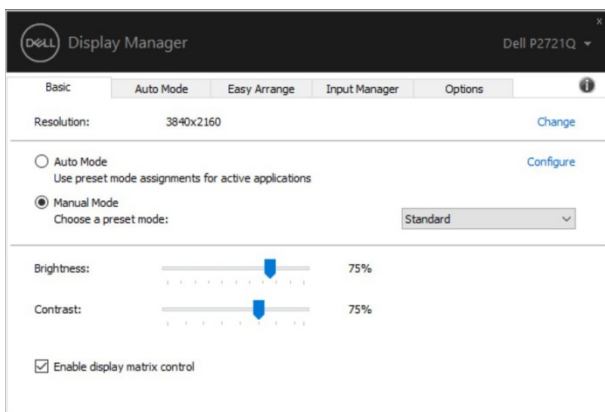 x
DELL Display Manager Dell P2721Q
Basic Auto Mode Easy Arrange Input Manager Options i
Resolution: 3840x2160 Change
Auto Mode Configure
Use preset mode assignments for active applications
Manual Mode
Choose a preset mode: Standard
Brightness: 75%
Contrast: 75%
Enable display matrix control